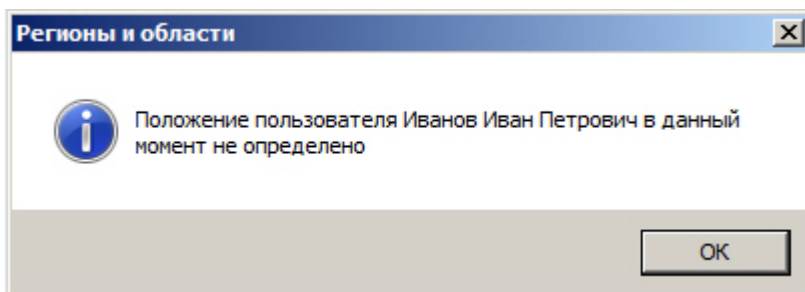 Регионы и области
Положение пользователя Иванов Иван Петрович в данный
момент не определено
OK